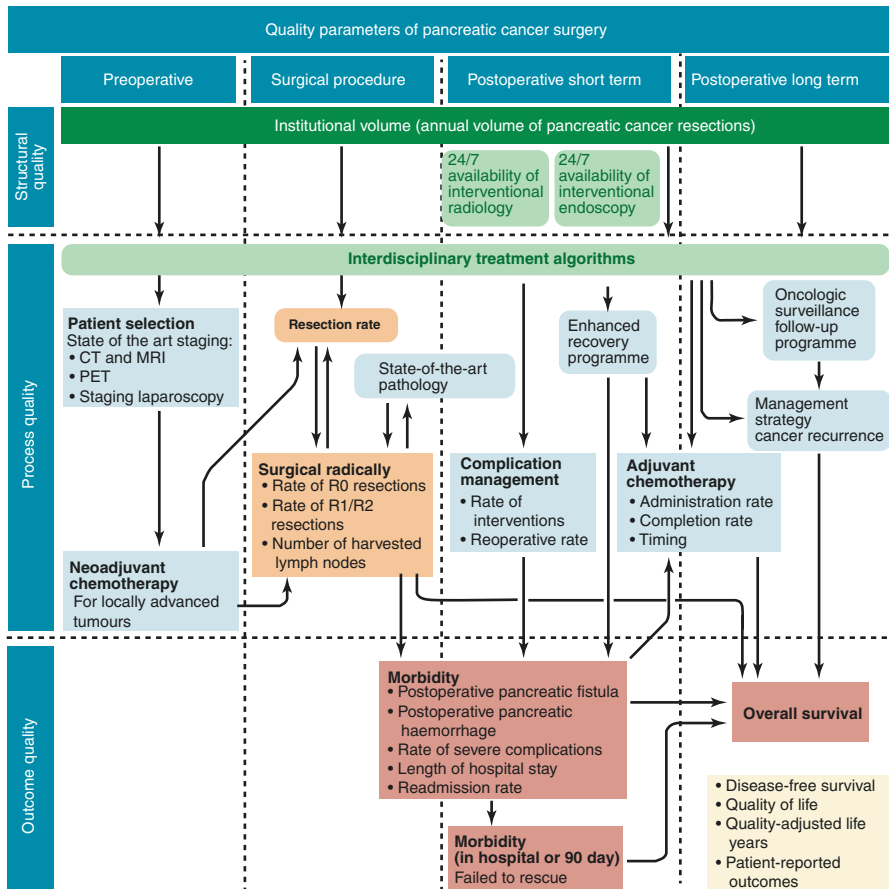 Quality parameters of pancreatic cancer surgery
Preoperative
Surgical procedure
Postoperative short term
Postoperative long term
Structural
quality
Institutional volume (annual volume of pancreatic cancer resections)
24/7
availability of
interventional
radiology
24/7
availability of
interventional
endoscopy
Process quality
Interdisciplinary treatment algorithms
Patient selection
State of the art staging:
• CT and MRI
• PET
• Staging laparoscopy
Resection rate
State-of-the-art
pathology
Enhanced
recovery
programme
Oncologic
surveillance
follow-up
programme
Management
strategy
cancer recurrence
Surgical radically
• Rate of R0 resections
• Rate of R1/R2
resections
• Number of harvested
lymph nodes
Complication
management
• Rate of
interventions
• Reoperative rate
Adjuvant
chemotherapy
• Administration rate
• Completion rate
• Timing
Neoadjuvant
chemotherapy
For locally advanced
tumours
Outcome quality
Morbidity
• Postoperative pancreatic fistula
• Postoperative pancreatic
haemorrhage
• Rate of severe complications
• Length of hospital stay
• Readmission rate
Overall survival
Morbidity
(in hospital or 90 day)
Failed to rescue
• Disease-free survival
• Quality of life
• Quality-adjusted life
years
• Patient-reported
outcomes